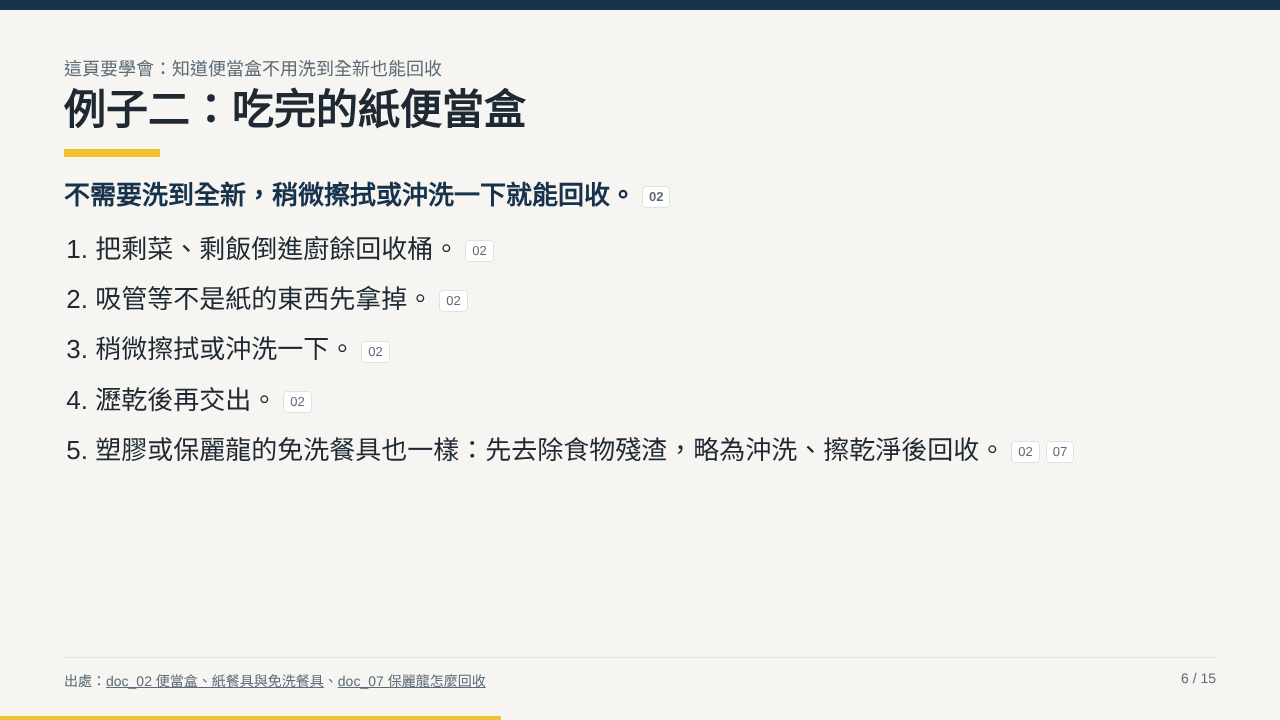 這頁要學會：知道便當盒不用洗到全新也能回收
例子二：吃完的紙便當盒
不需要洗到全新，稍微擦拭或沖洗一下就能回收。 02
1. 把剩菜、剩飯倒進廚餘回收桶。 02
2. 吸管等不是紙的東西先拿掉。 02
3. 稍微擦拭或沖洗一下。 02
4. 瀝乾後再交出。 02
5. 塑膠或保麗龍的免洗餐具也一樣：先去除食物殘渣，略為沖洗、擦乾淨後回收。 02 07
出處：doc_02 便當盒、紙餐具與免洗餐具、doc_07 保麗龍怎麼回收
6 / 15